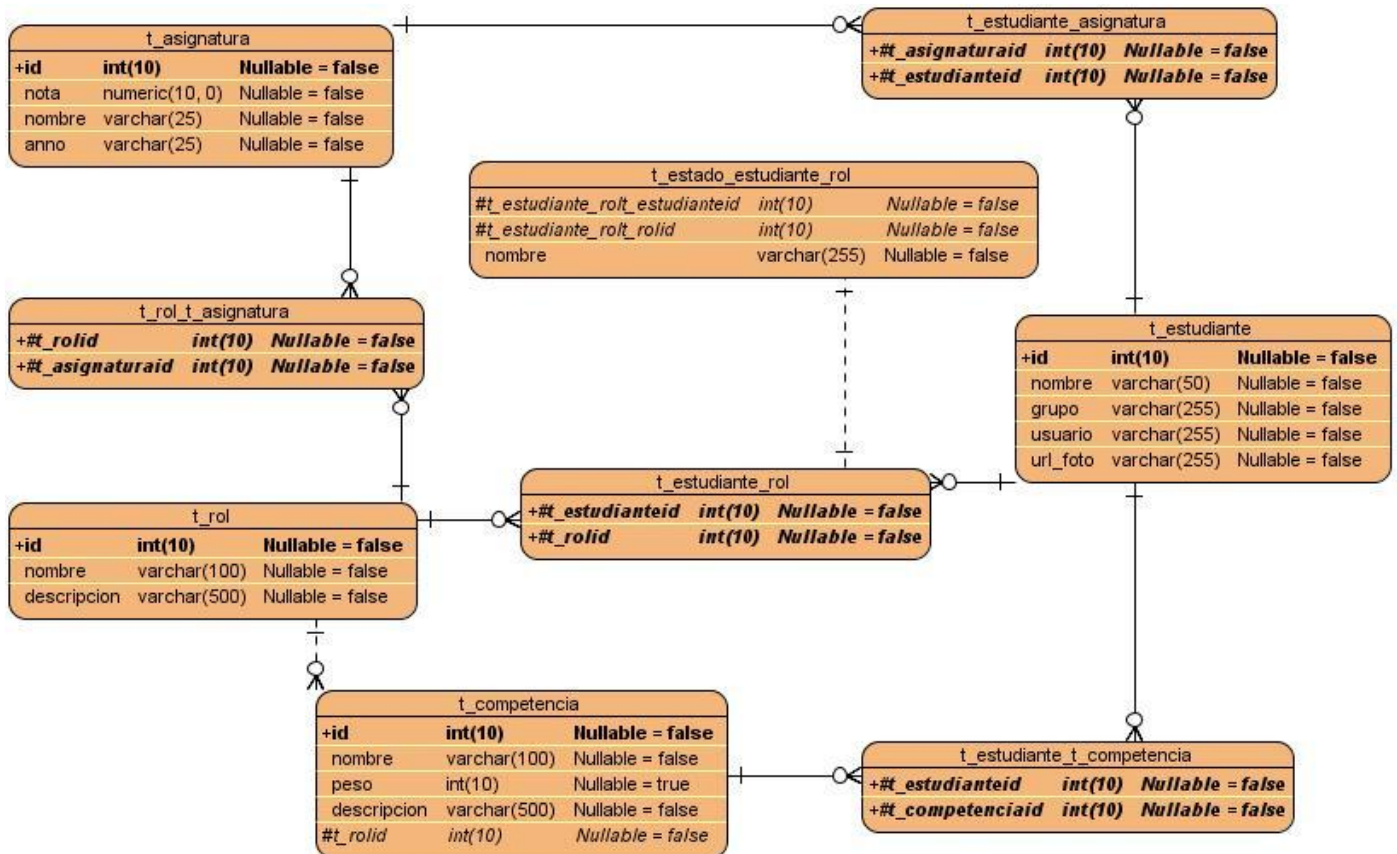 t_asignatura
+id int(10) Nullable = false
nota numeric(10, 0) Nullable = false
nombre varchar(25) Nullable = false
anno varchar(25) Nullable = false
t_estudiante_asignatura
+#t_asignaturaid int(10) Nullable = false
+#t_estudianteid int(10) Nullable = false
t_estado_estudiante_rol
#t_estudiante_rolt_estudianteid int(10) Nullable = false
#t_estudiante_rolt_rolid int(10) Nullable = false
nombre varchar(255) Nullable = false
t_rol_t_asignatura
+#t_rolid int(10) Nullable = false
+#t_asignaturaid int(10) Nullable = false
t_estudiante
+id int(10) Nullable = false
nombre varchar(50) Nullable = false
grupo varchar(255) Nullable = false
usuario varchar(255) Nullable = false
url_foto varchar(255) Nullable = false
t_estudiante_rol
+#t_estudianteid int(10) Nullable = false
+#t_rolid int(10) Nullable = false
t_rol
+id int(10) Nullable = false
nombre varchar(100) Nullable = false
descripcion varchar(500) Nullable = false
t_competencia
+id int(10) Nullable = false
nombre varchar(100) Nullable = false
peso int(10) Nullable = true
descripcion varchar(500) Nullable = false
#t_rolid int(10) Nullable = false
t_estudiante_t_competencia
+#t_estudianteid int(10) Nullable = false
+#t_competenciaid int(10) Nullable = false